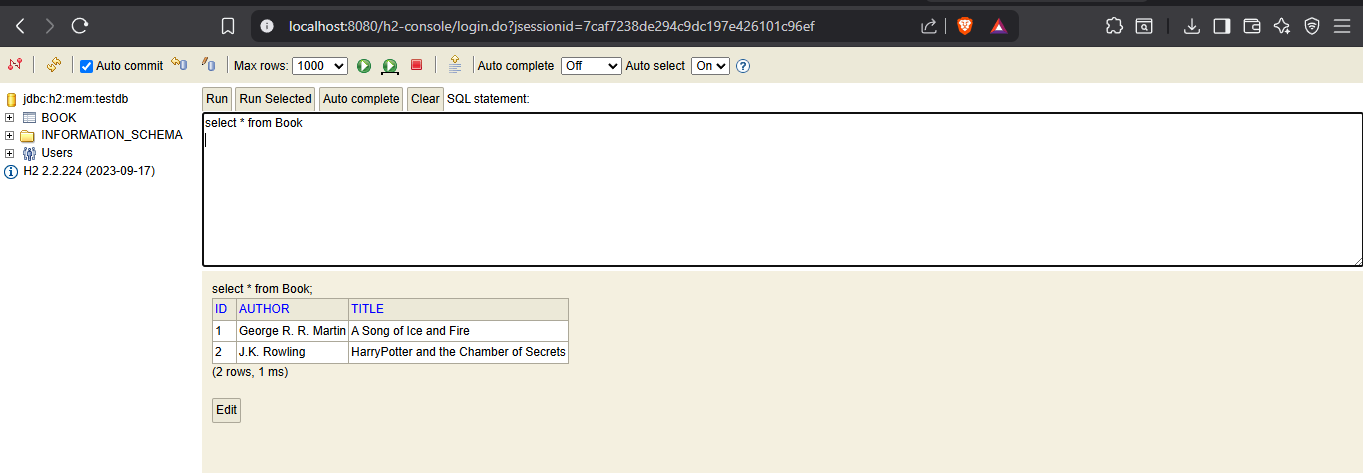 localhost:8080/h2-console/login.do?jsessionid=7caf7238de294c9dc197e426101c96ef
Auto commit Max rows: 1000 Auto complete Off Auto select On
jdbc:h2:mem:testdb
BOOK
INFORMATION_SCHEMA
Users
H2 2.2.224 (2023-09-17)
Run Run Selected Auto complete Clear SQL statement:
select * from Book
select * from Book;
ID AUTHOR TITLE
1 George R. R. Martin A Song of Ice and Fire
2 J.K. Rowling HarryPotter and the Chamber of Secrets
(2 rows, 1 ms)
Edit